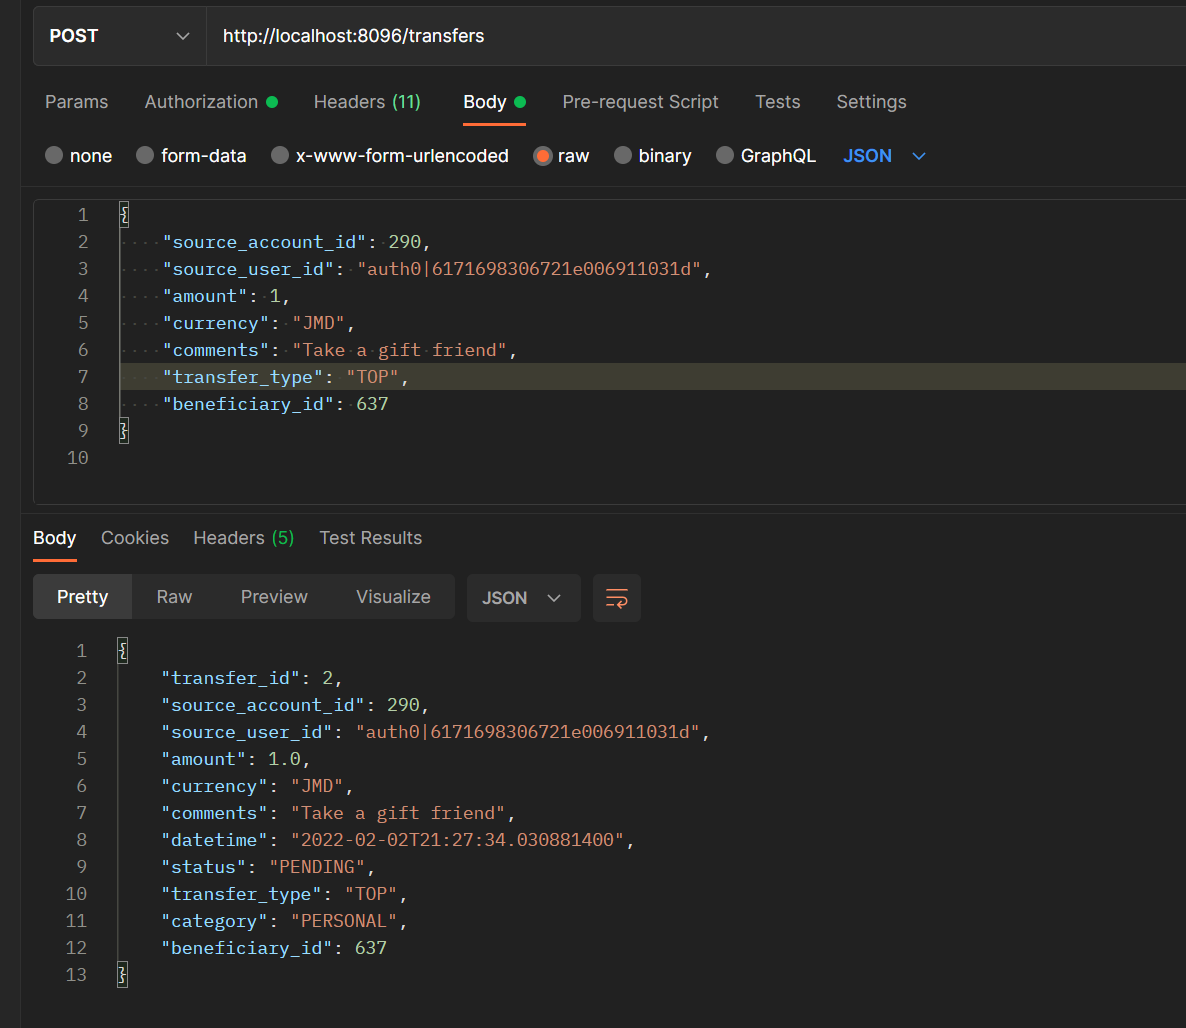 POST http://localhost:8096/transfers
Params Authorization Headers (11) Body Pre-request Script Tests Settings
none form-data x-www-form-urlencoded raw binary GraphQL JSON
1 {
2 "source_account_id": 290,
3 "source_user_id": "auth0|6171698306721e006911031d",
4 "amount": 1,
5 "currency": "JMD",
6 "comments": "Take a gift friend",
7 "transfer_type": "TOP",
8 "beneficiary_id": 637
9 }
10
Body Cookies Headers (5) Test Results
Pretty Raw Preview Visualize JSON
1 {
2 "transfer_id": 2,
3 "source_account_id": 290,
4 "source_user_id": "auth0|6171698306721e006911031d",
5 "amount": 1.0,
6 "currency": "JMD",
7 "comments": "Take a gift friend",
8 "datetime": "2022-02-02T21:27:34.030881400",
9 "status": "PENDING",
10 "transfer_type": "TOP",
11 "category": "PERSONAL",
12 "beneficiary_id": 637
13 }